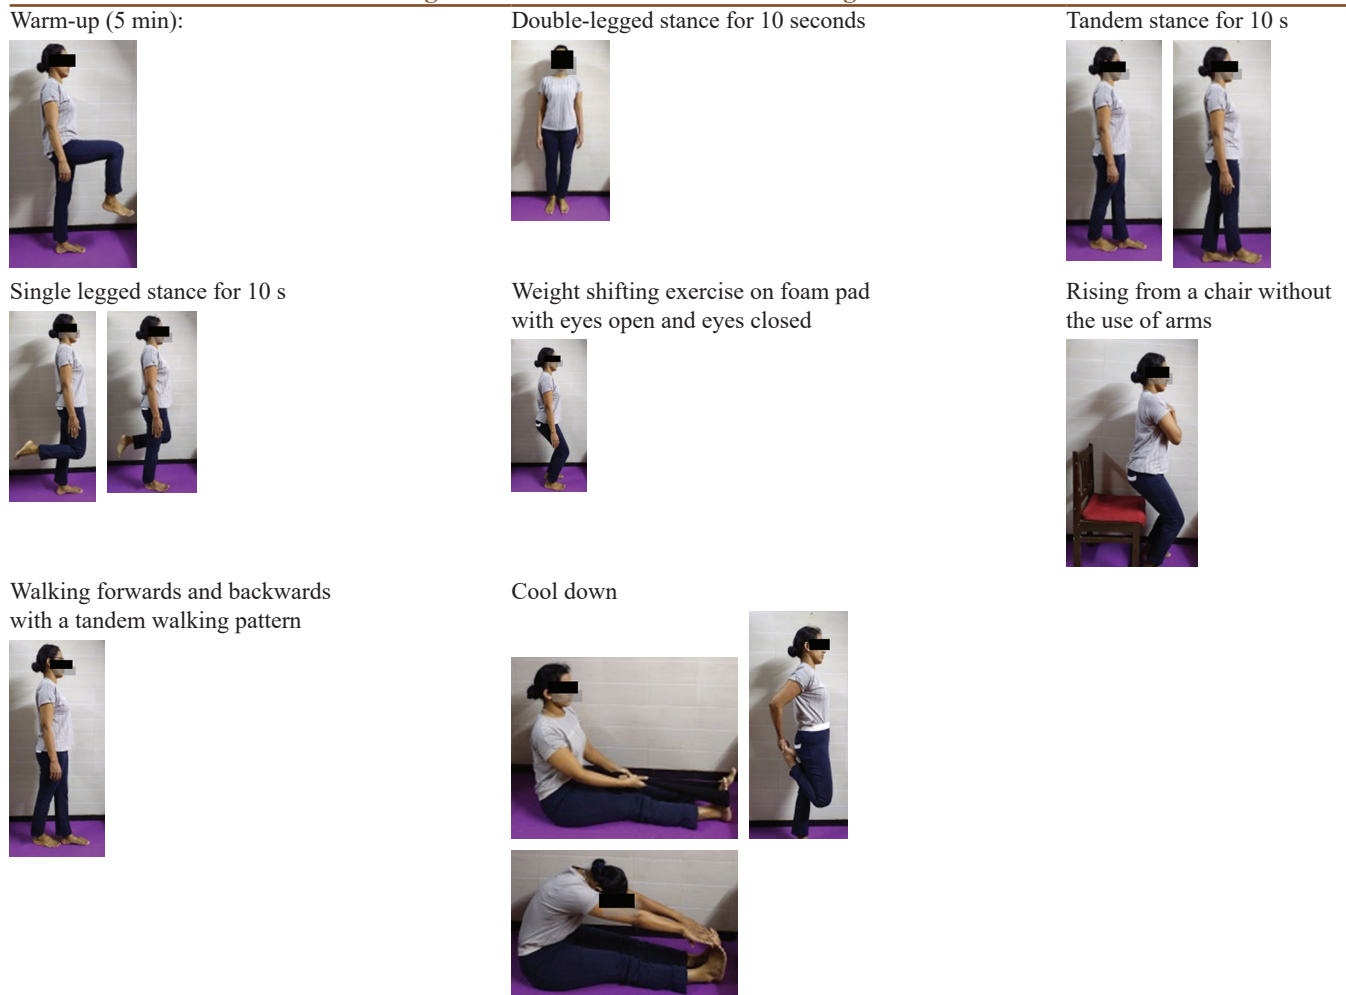 Warm-up (5 min):
Double-legged stance for 10 seconds
Tandem stance for 10 s
Single legged stance for 10 s
Weight shifting exercise on foam pad
with eyes open and eyes closed
Rising from a chair without
the use of arms
Walking forwards and backwards
with a tandem walking pattern
Cool down